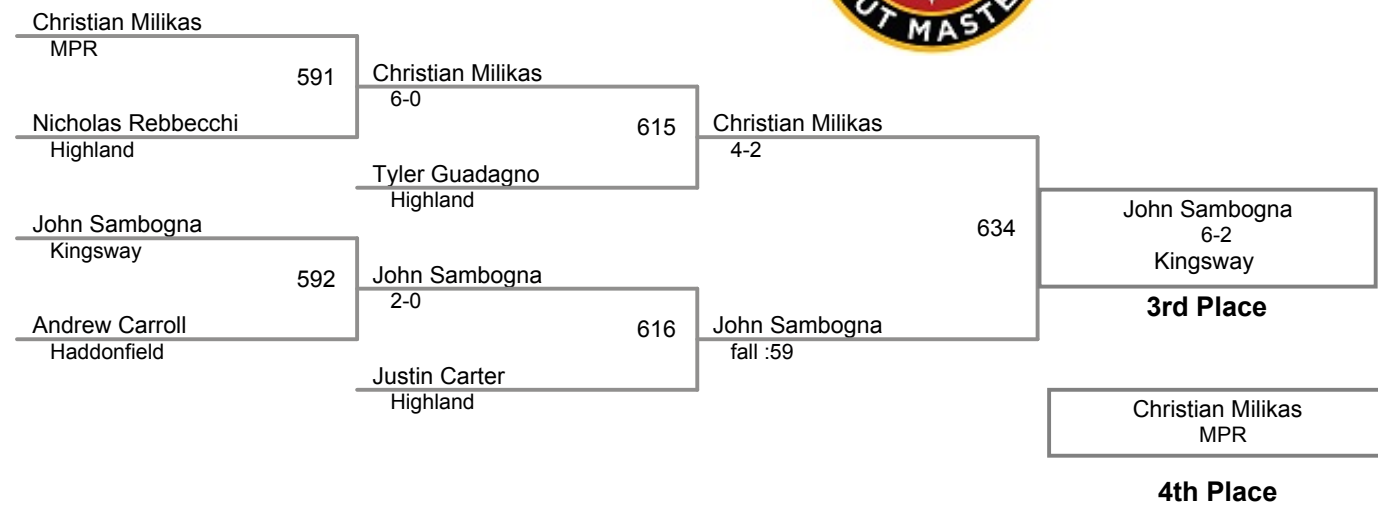 UT MASTE
Christian Milikas
MPR
591
Christian Milikas
6-0
Nicholas Rebbecchi
Highland
615
Christian Milikas
4-2
Tyler Guadagno
Highland
John Sambogna
Kingsway
634
John Sambogna
6-2
Kingsway
3rd Place
592
John Sambogna
2-0
Andrew Carroll
Haddonfield
616
John Sambogna
fall :59
Justin Carter
Highland
Christian Milikas
MPR
4th Place